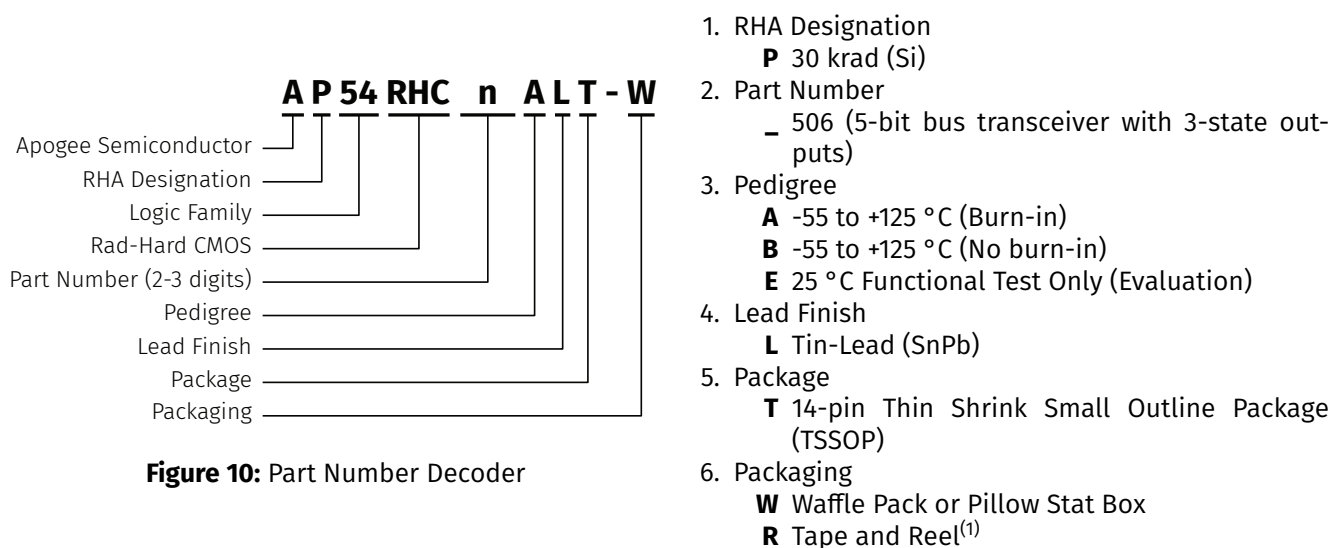 A P 54 RHC n A L T - W
Apogee Semiconductor
RHA Designation
Logic Family
Rad-Hard CMOS
Part Number (2-3 digits)
Pedigree
Lead Finish
Package
Packaging
Figure 10: Part Number Decoder
1. RHA Designation
P 30 krad (Si)
2. Part Number
_ 506 (5-bit bus transceiver with 3-state out-
puts)
3. Pedigree
A -55 to +125 °C (Burn-in)
B -55 to +125 °C (No burn-in)
E 25 °C Functional Test Only (Evaluation)
4. Lead Finish
L Tin-Lead (SnPb)
5. Package
T 14-pin Thin Shrink Small Outline Package
(TSSOP)
6. Packaging
W Waffle Pack or Pillow Stat Box
R Tape and Reel(1)